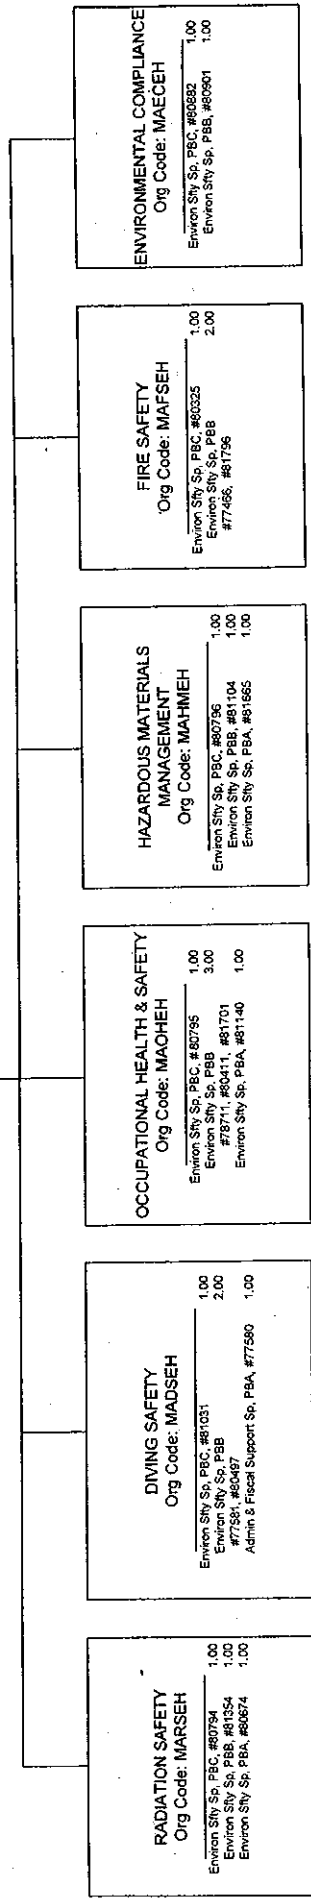 RADIATION SAFETY
Org Code: MARSEH
Environ Sfty Sp, PBC, #80794 1.00
Environ Sfty Sp, PBB, #81354 1.00
Environ Sfty Sp, PBA, #80674 1.00
DIVING SAFETY
Org Code: MADSEH
Environ Sfty Sp, PBC, #81031 1.00
Environ Sfty Sp, PBB 2.00
#77581, #80497
Admin & Fiscal Support Sp, PBA, #77580 1.00
OCCUPATIONAL HEALTH & SAFETY
Org Code: MAOHEH
Environ Sfty Sp, PBC, #80795 1.00
Environ Sfty Sp, PBB 3.00
#78711, #80411, #81701
Environ Sfty Sp, PBA, #81140 1.00
HAZARDOUS MATERIALS
MANAGEMENT
Org Code: MAHMEH
Environ Sfty Sp, PBC, #80796 1.00
Environ Sfty Sp, PBB, #81104 1.00
Environ Sfty Sp, PBA, #81665 1.00
FIRE SAFETY
Org Code: MAFSEH
Environ Sfty Sp, PBC, #80325 1.00
Environ Sfty Sp, PBB 2.00
#77466, #81796
ENVIRONMENTAL COMPLIANCE
Org Code: MAECEH
Environ Sfty Sp, PBC, #80882 1.00
Environ Sfty Sp, PBB, #80901 1.00